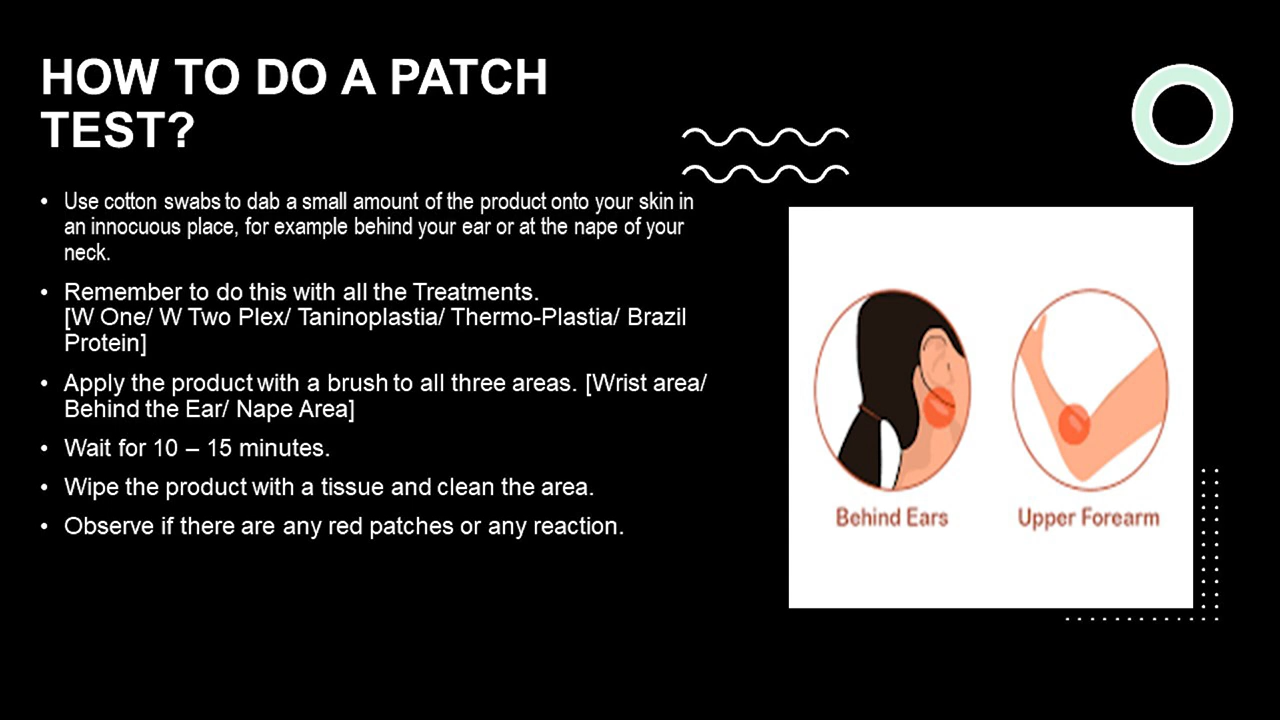 HOW TO DO A PATCH
TEST?
• Use cotton swabs to dab a small amount of the product onto your skin in
an innocuous place, for example behind your ear or at the nape of your
neck.
• Remember to do this with all the Treatments.
[W One/ W Two Plex/ Taninoplastia/ Thermo-Plastia/ Brazil
Protein]
• Apply the product with a brush to all three areas. [Wrist area/
Behind the Ear/ Nape Area]
• Wait for 10 – 15 minutes.
• Wipe the product with a tissue and clean the area.
• Observe if there are any red patches or any reaction.
Behind Ears
Upper Forearm